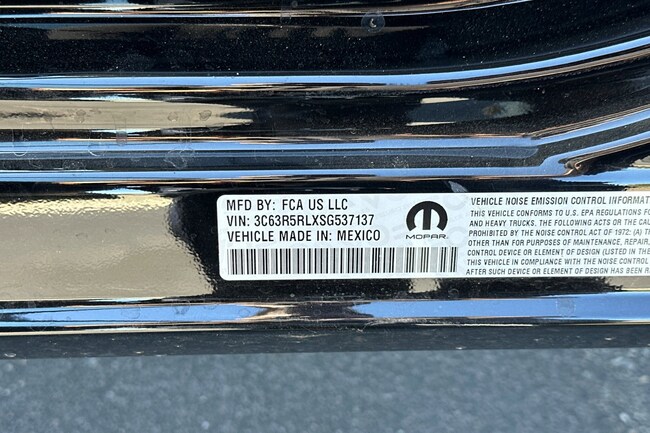 MFD BY: FCA US LLC
VIN: 3C63R5RLXSG537137
VEHICLE MADE IN: MEXICO
MOPAR
VEHICLE NOISE EMISSION CONTROL INFORMAT
THIS VEHICLE CONFORMS TO U.S. EPA REGULATIONS FO
AND HEAVY TRUCKS. THE FOLLOWING ACTS OR THE CAU
THE NOISE CONTROL ACT OF 1972: (A) T
OTHER THAN FOR PURPOSES OF MAINTENANCE, REPAIR,
CONTROL DEVICE OR ELEMENT OF DESIGN (LISTED IN THE
THIS VEHICLE IN COMPLIANCE WITH THE NOISE CONTROL
AFTER SUCH DEVICE OR ELEMENT OF DESIGN HAS BEEN R